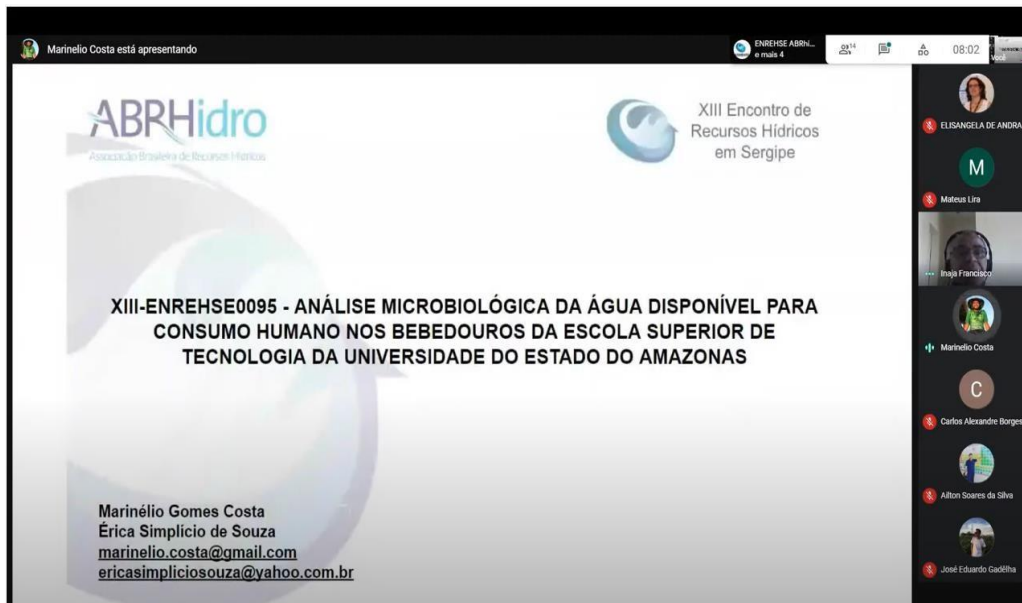 Marinelio Costa está apresentando
ENREHSE ABRhi...
e mais 4
14
08:02
Você
ABRHidro
Associação Brasileira de Recursos Hídricos
XIII Encontro de
Recursos Hídricos
em Sergipe
XIII-ENREHSE0095 - ANÁLISE MICROBIOLÓGICA DA ÁGUA DISPONÍVEL PARA
CONSUMO HUMANO NOS BEBEDOUROS DA ESCOLA SUPERIOR DE
TECNOLOGIA DA UNIVERSIDADE DO ESTADO DO AMAZONAS
Marinélio Gomes Costa
Érica Simplício de Souza
marinelio.costa@gmail.com
ericasimpliciosouza@yahoo.com.br
ELISANGELA DE ANDRA
M
Mateus Lira
Inaja Francisco
Marinelio Costa
C
Carlos Alexandre Borges
Ailton Soares da Silva
José Eduardo Gadêlha